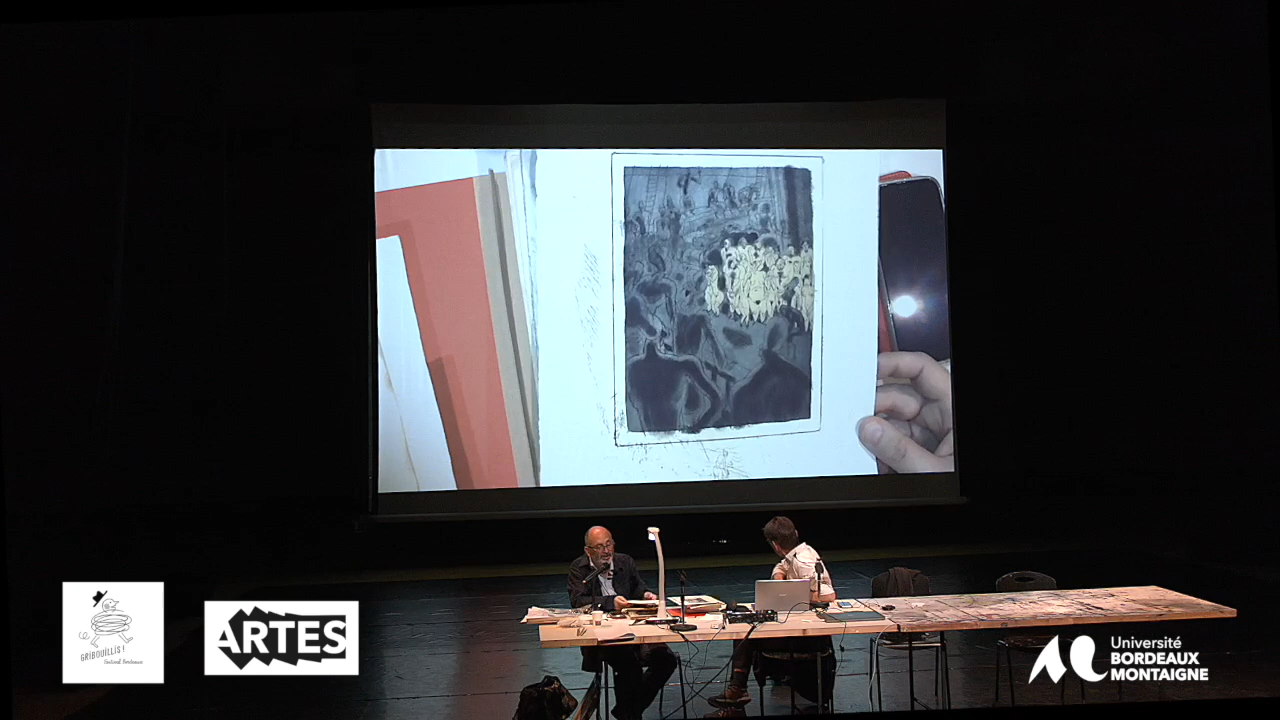 GRIBOUILLIS !
Festival Bordeaux
ARTES
Université
BORDEAUX
MONTAIGNE